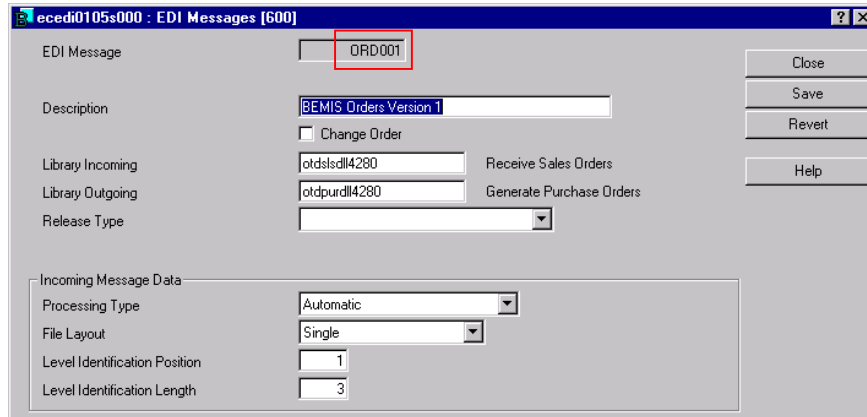 ecedi0105s000 : EDI Messages [600]
EDI Message ORD001
Close
Description BEMIS Orders Version 1
Save
Change Order
Revert
Library Incoming otdslsdll4280 Receive Sales Orders
Help
Library Outgoing otdpurdll4280 Generate Purchase Orders
Release Type
Incoming Message Data
Processing Type Automatic
File Layout Single
Level Identification Position 1
Level Identification Length 3